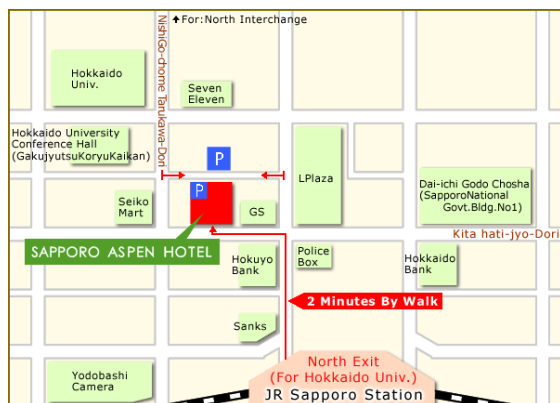 ↑For:North Interchange
NishiGo-chome Tarukawa-Dori
Hokkaido
Univ.
Seven
Eleven
Hokkaido University
Conference Hall
(GakujyutsuKoryuKaikan)
P
P
LPlaza
Dai-ichi Godo Chosha
(SapporoNational
Govt.Bldg.No1)
Seiko
Mart
GS
Kita hati-jyo-Dori
SAPPORO ASPEN HOTEL
Hokuyo
Bank
Police
Box
Hokkaido
Bank
2 Minutes By Walk
Sanks
North Exit
(For Hokkaido Univ.)
JR Sapporo Station
Yodobashi
Camera